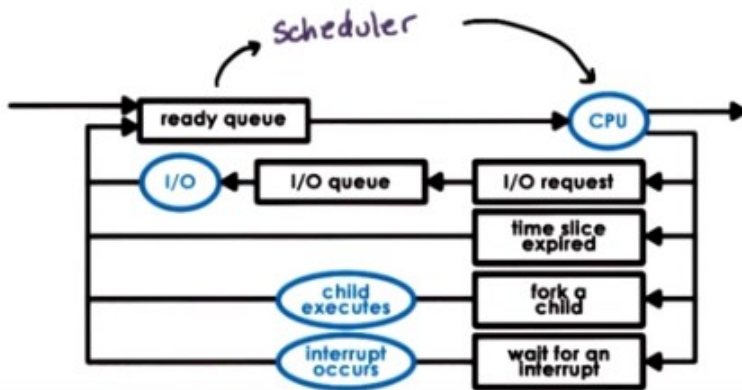 scheduler
ready queue
CPU
I/O
I/O queue
I/O request
time slice
expired
child
executes
fork a
child
interrupt
occurs
wait for an
interrupt